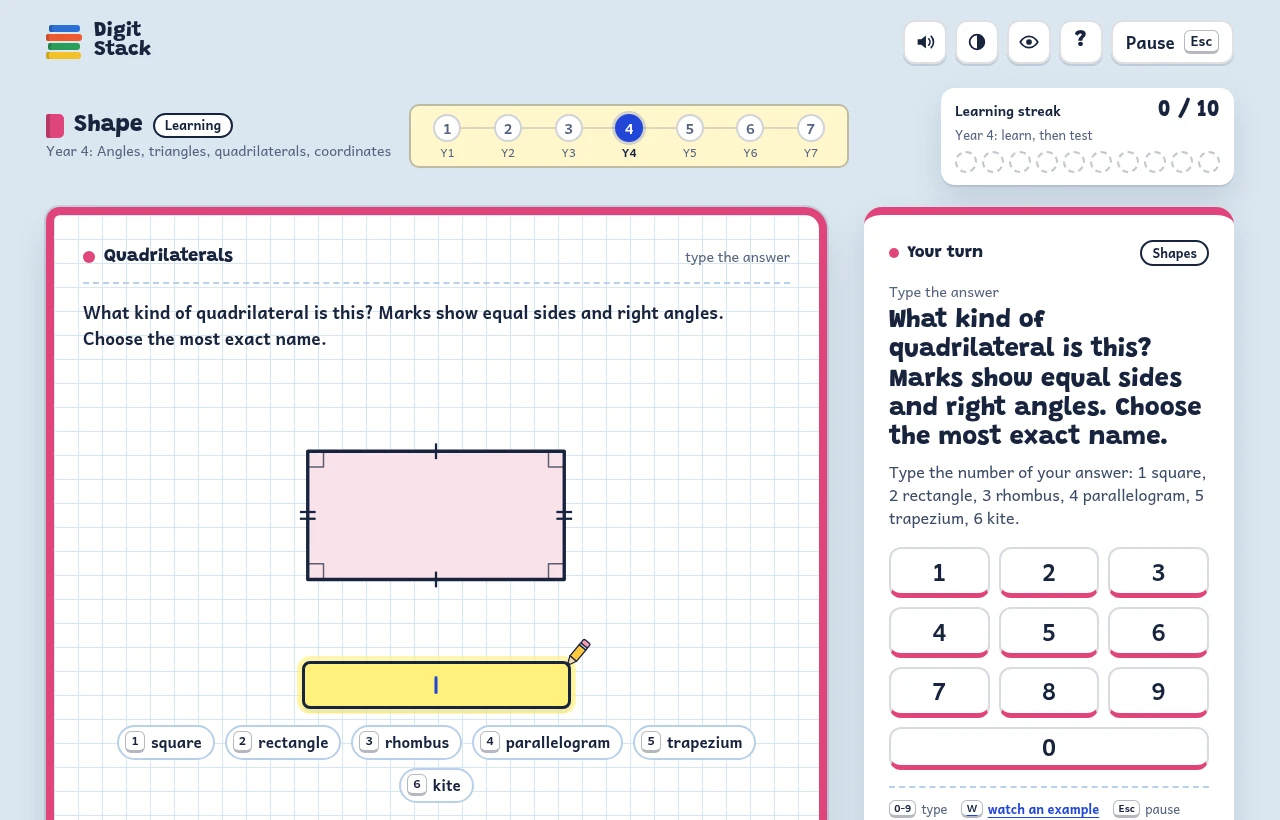 Digit
Stack
?
Pause Esc
Shape Learning
Year 4: Angles, triangles, quadrilaterals, coordinates
1 2 3 4 5 6 7
Y1 Y2 Y3 Y4 Y5 Y6 Y7
Learning streak 0 / 10
Year 4: learn, then test
Quadrilaterals type the answer
What kind of quadrilateral is this? Marks show equal sides and right angles.
Choose the most exact name.
1 square 2 rectangle 3 rhombus 4 parallelogram 5 trapezium
6 kite
Your turn Shapes
Type the answer
What kind of
quadrilateral is this?
Marks show equal sides
and right angles. Choose
the most exact name.
Type the number of your answer: 1 square,
2 rectangle, 3 rhombus, 4 parallelogram, 5
trapezium, 6 kite.
1 2 3
4 5 6
7 8 9
0
0-9 type W watch an example Esc pause